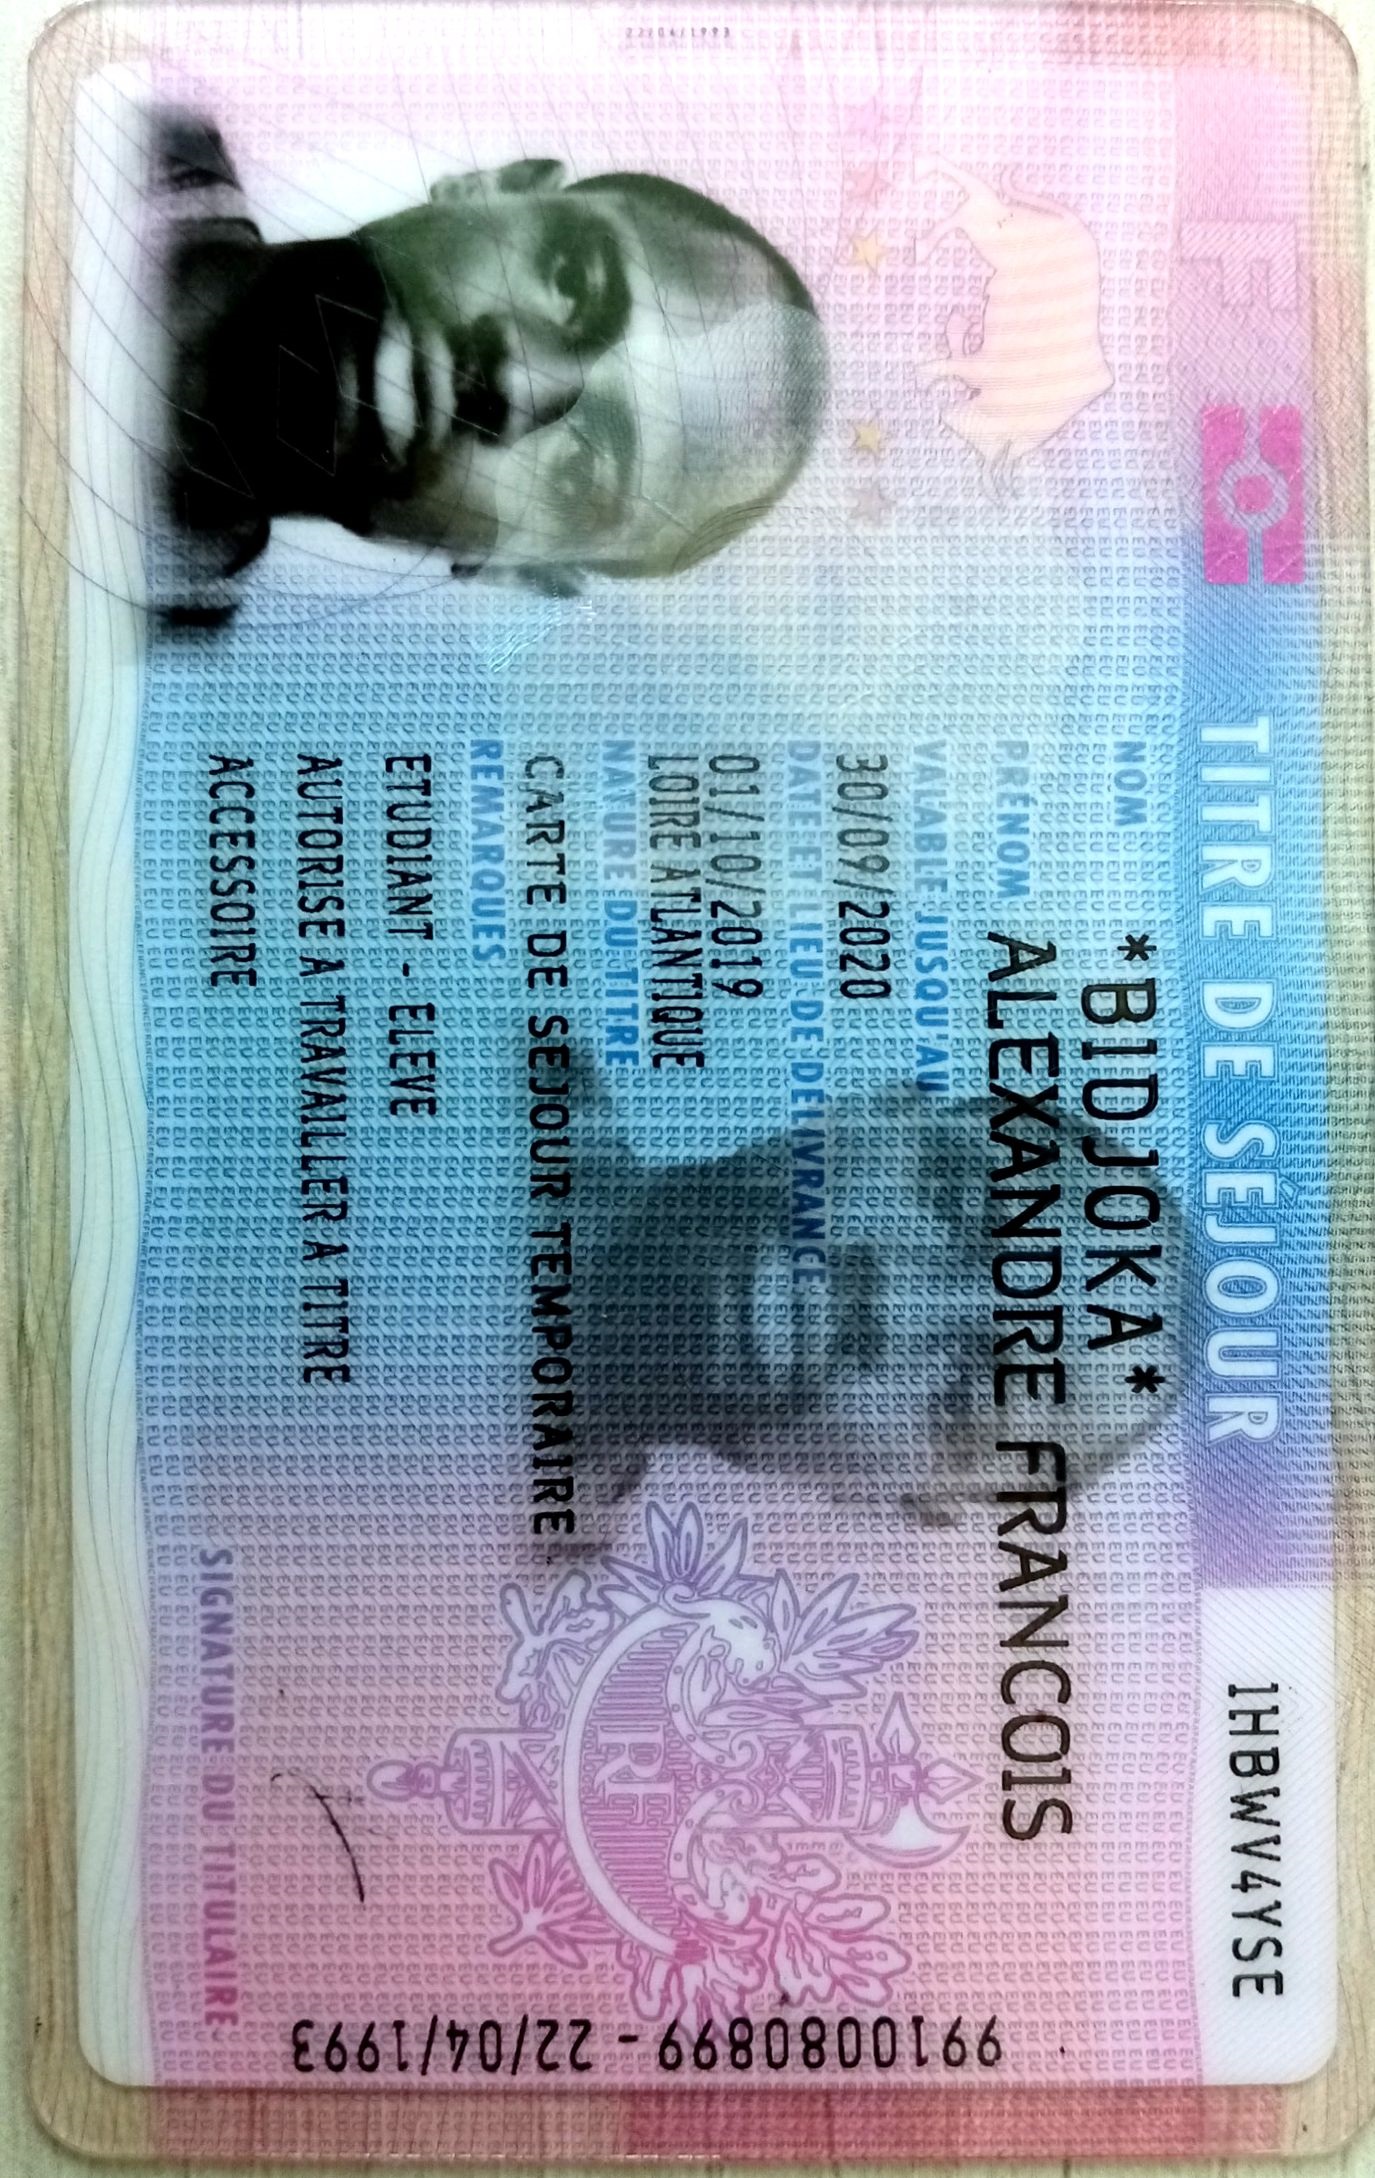 F
TITRE DE SÉJOUR
1HBWV4YSE
NOM
*BIDJOKA*
PRÉNOM
ALEXANDRE FRANCOIS
VALABLE JUSQU'AU
30/09/2020
DATE ET LIEU DE DÉLIVRANCE
01/10/2019
LOIRE ATLANTIQUE
NATURE DU TITRE
CARTE DE SEJOUR TEMPORAIRE
REMARQUES
ETUDIANT - ELEVE
AUTORISE A TRAVAILLER A TITRE
ACCESSOIRE
RF
SIGNATURE DU TITULAIRE
9910080899 - 22/04/1993
22/04/1993